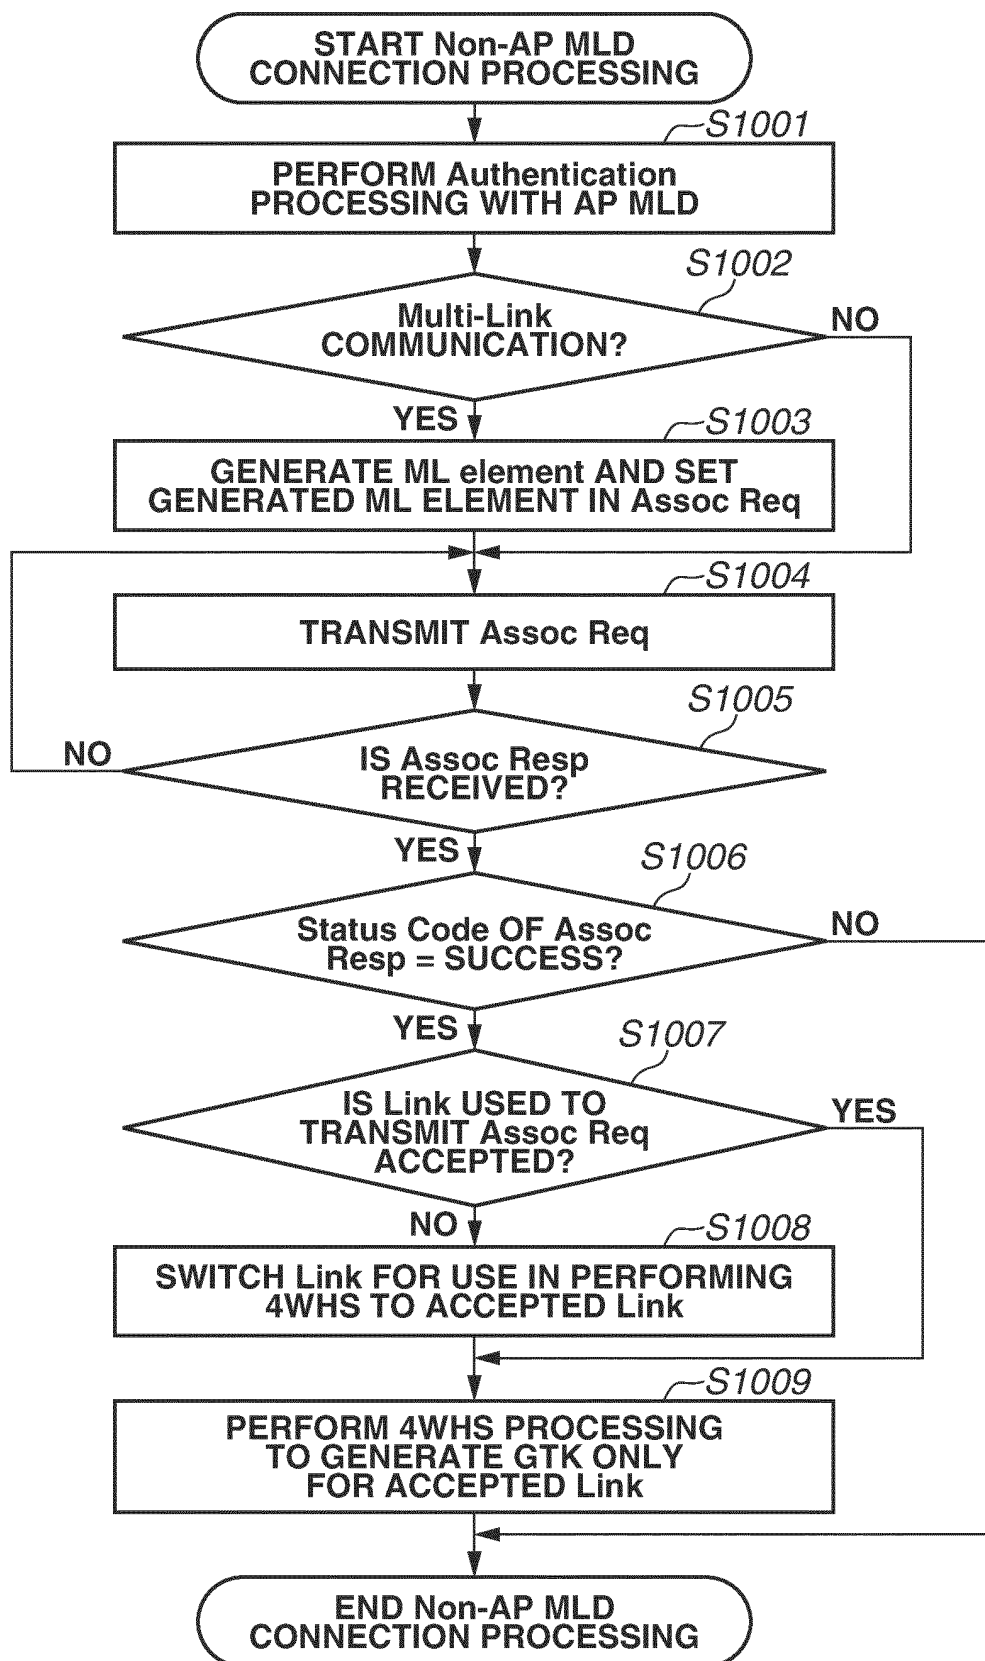 START Non-AP MLD
CONNECTION PROCESSING
S1001
PERFORM Authentication
PROCESSING WITH AP MLD
S1002
Multi-Link
COMMUNICATION?
NO
YES
S1003
GENERATE ML element AND SET
GENERATED ML ELEMENT IN Assoc Req
S1004
TRANSMIT Assoc Req
S1005
IS Assoc Resp
RECEIVED?
NO
YES
S1006
Status Code OF Assoc
Resp = SUCCESS?
NO
YES
S1007
IS Link USED TO
TRANSMIT Assoc Req
ACCEPTED?
YES
NO
S1008
SWITCH Link FOR USE IN PERFORMING
4WHS TO ACCEPTED Link
S1009
PERFORM 4WHS PROCESSING
TO GENERATE GTK ONLY
FOR ACCEPTED Link
END Non-AP MLD
CONNECTION PROCESSING